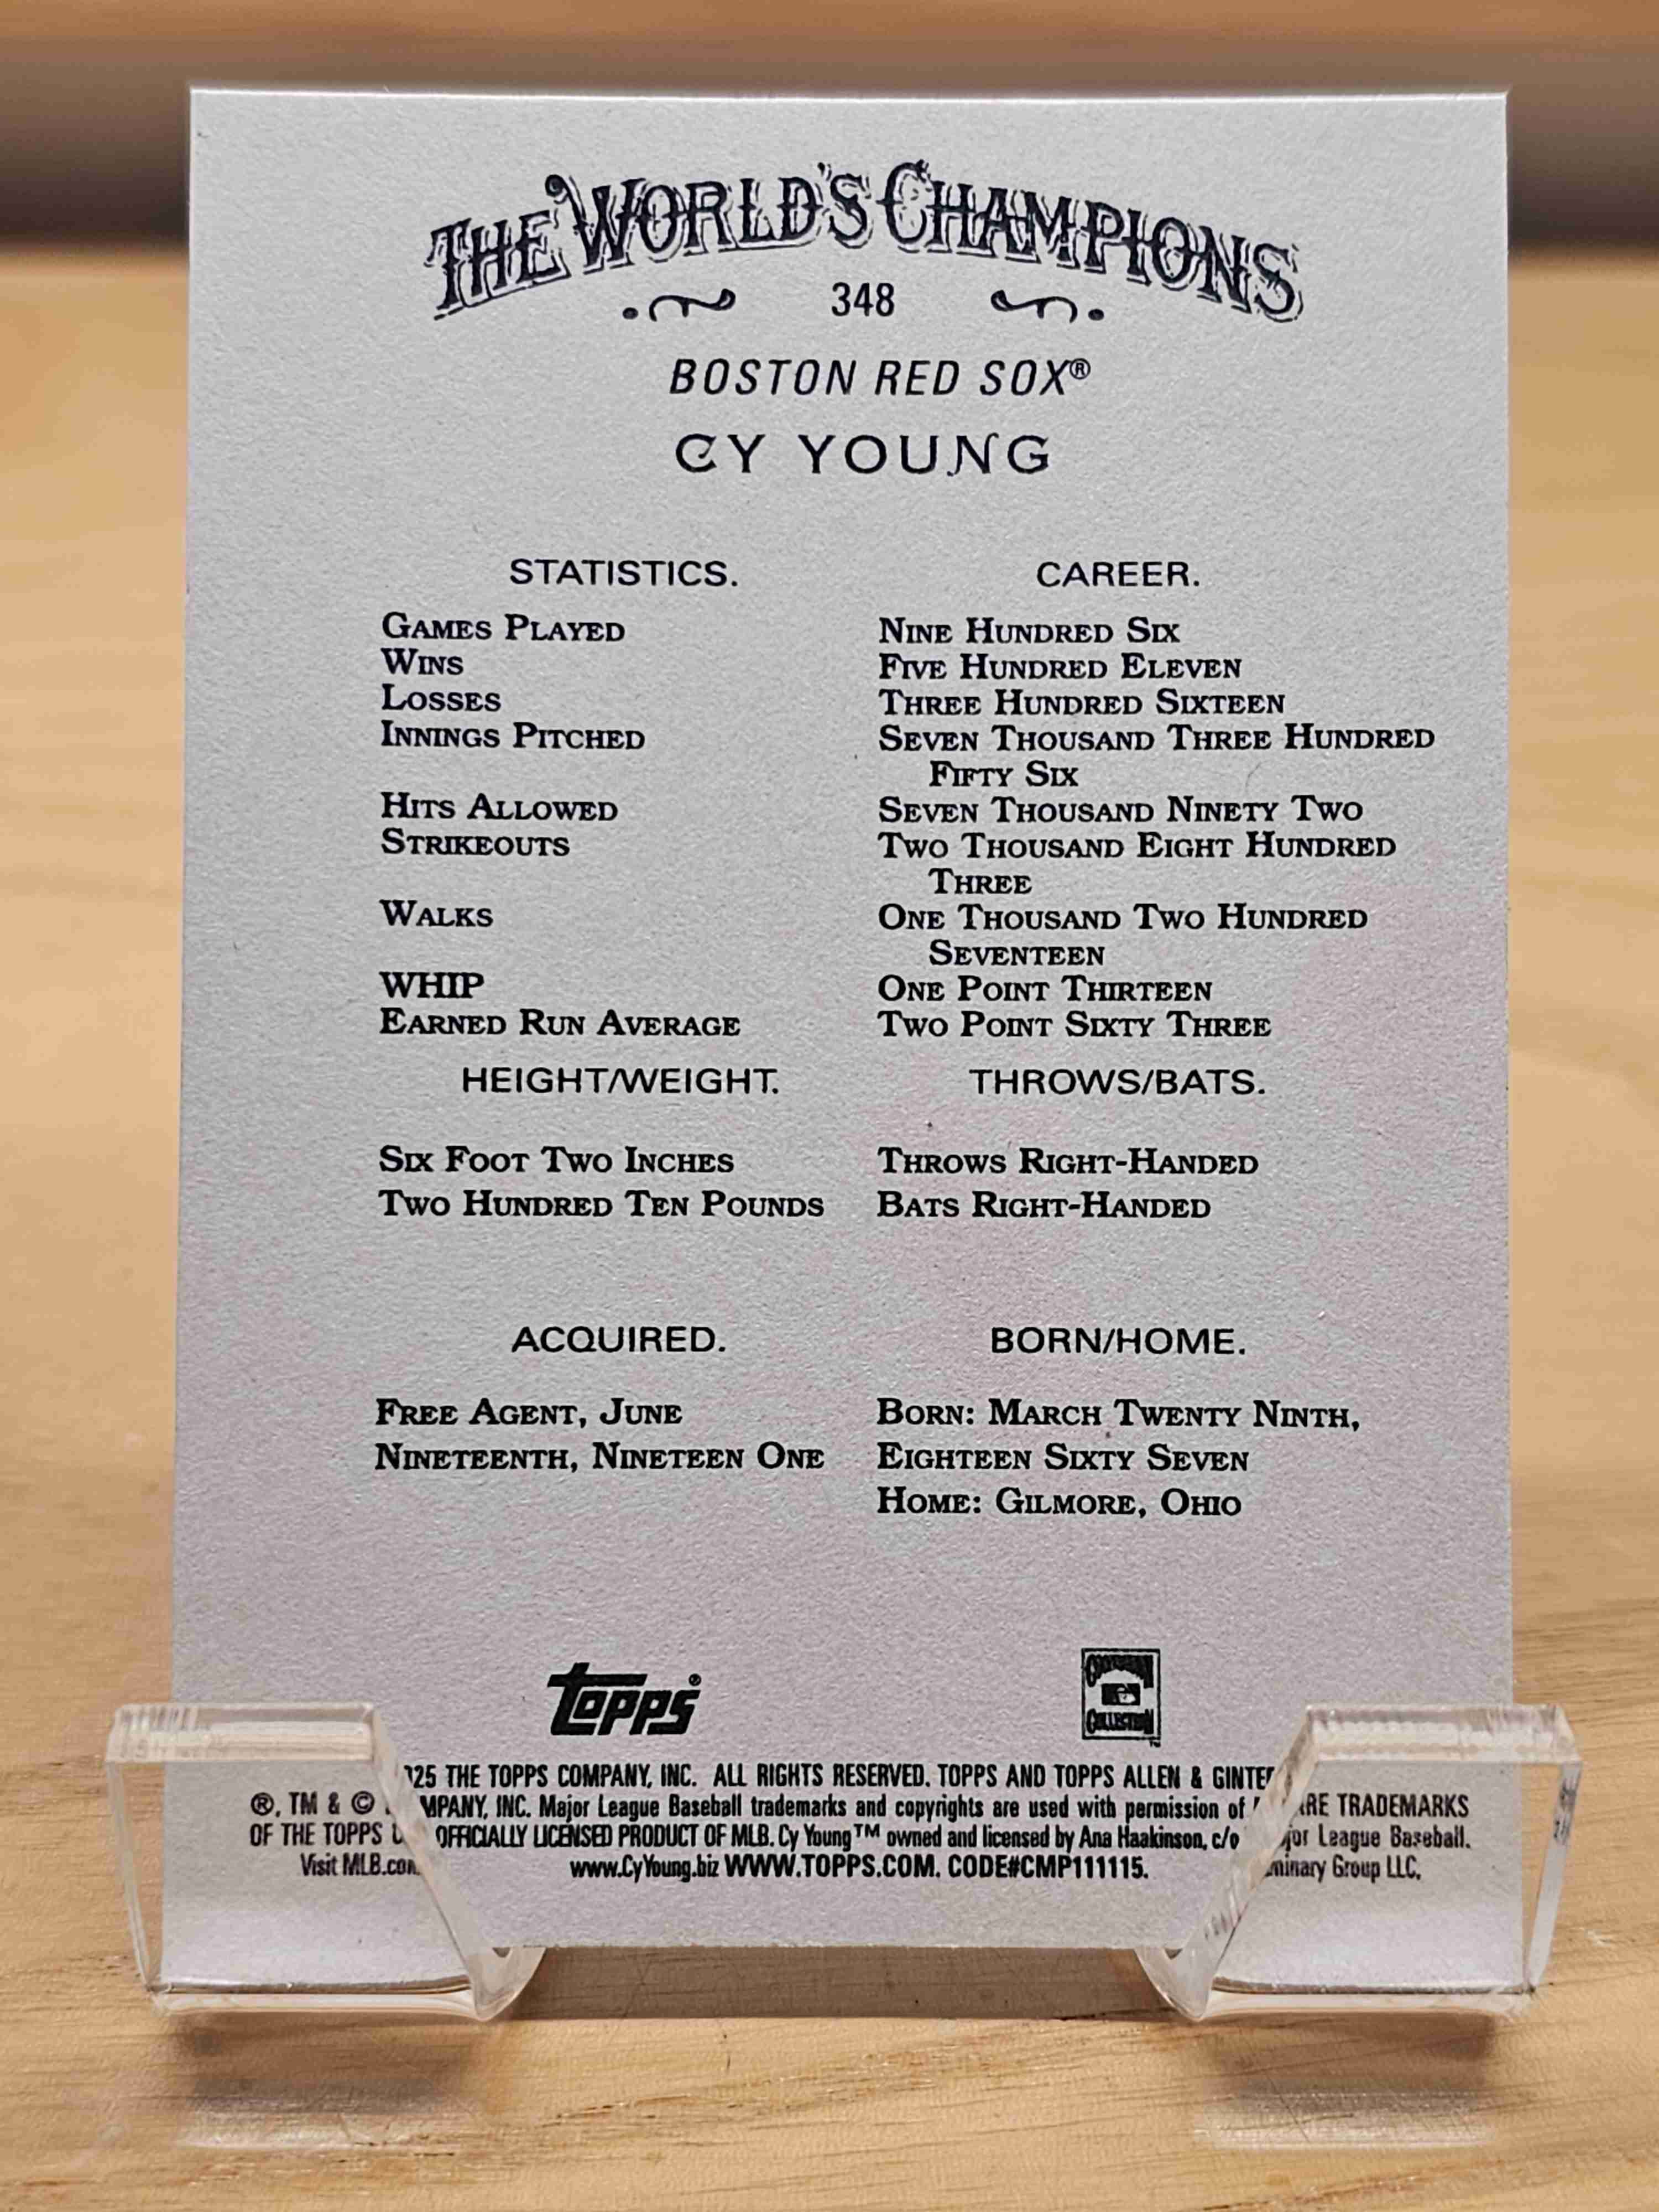 THE WORLD'S CHAMPIONS
348
BOSTON RED SOX®
CY YOUNG
STATISTICS. CAREER.
GAMES PLAYED NINE HUNDRED SIX
WINS FIVE HUNDRED ELEVEN
LOSSES THREE HUNDRED SIXTEEN
INNINGS PITCHED SEVEN THOUSAND THREE HUNDRED
FIFTY SIX
HITS ALLOWED SEVEN THOUSAND NINETY TWO
STRIKEOUTS TWO THOUSAND EIGHT HUNDRED
THREE
WALKS ONE THOUSAND TWO HUNDRED
SEVENTEEN
WHIP ONE POINT THIRTEEN
EARNED RUN AVERAGE TWO POINT SIXTY THREE
HEIGHT/WEIGHT. THROWS/BATS.
SIX FOOT TWO INCHES THROWS RIGHT-HANDED
TWO HUNDRED TEN POUNDS BATS RIGHT-HANDED
ACQUIRED. BORN/HOME.
FREE AGENT, JUNE BORN: MARCH TWENTY NINTH,
NINETEENTH, NINETEEN ONE EIGHTEEN SIXTY SEVEN
HOME: GILMORE, OHIO
Topps® COOPERSTOWN COLLECTION™
THE TOPPS COMPANY, INC. ALL RIGHTS RESERVED. TOPPS AND TOPPS ALLEN & GINTER
®, TM & © INC. Major League Baseball trademarks and copyrights are used with permission of ARE TRADEMARKS
OF THE TOPPS OFFICIALLY LICENSED PRODUCT OF MLB. Cy Young™ owned and licensed by Ana Haakinson, c/o League Baseball.
Visit MLB.com www.CyYoung.biz WWW.TOPPS.COM. CODE#CMP111115. Group LLC.